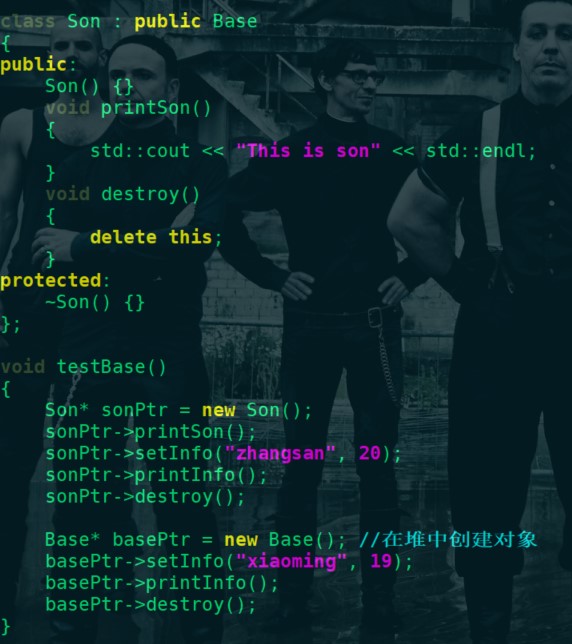 class Son : public Base
{
public:
    Son() {}
    void printSon()
    {
        std::cout << "This is son" << std::endl;
    }
    void destroy()
    {
        delete this;
    }
protected:
    ~Son() {}
};

void testBase()
{
    Son* sonPtr = new Son();
    sonPtr->printSon();
    sonPtr->setInfo("zhangsan", 20);
    sonPtr->printInfo();
    sonPtr->destroy();

    Base* basePtr = new Base(); //在堆中创建对象
    basePtr->setInfo("xiaoming", 19);
    basePtr->printInfo();
    basePtr->destroy();
}